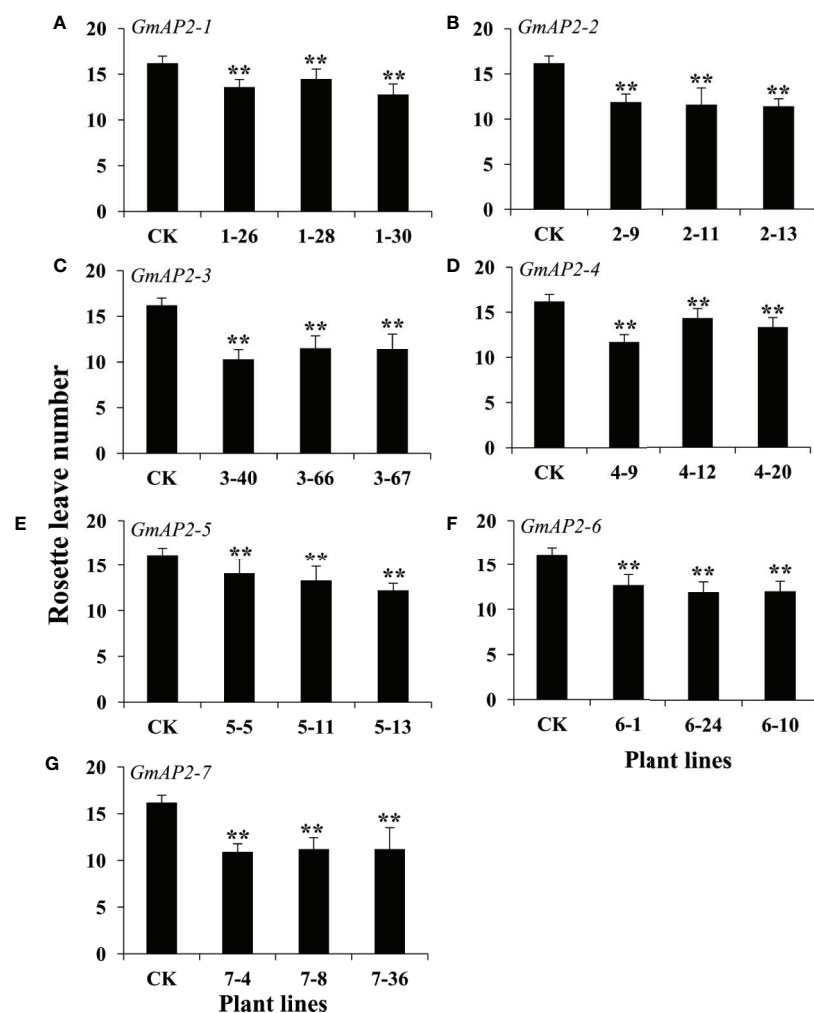 A
GmAP2-1
20
** ** **
15
10
5
0
CK 1-26 1-28 1-30
B
GmAP2-2
20
** ** **
15
10
5
0
CK 2-9 2-11 2-13
C
GmAP2-3
20
** ** **
15
10
5
0
CK 3-40 3-66 3-67
D
GmAP2-4
20
** ** **
15
10
5
0
CK 4-9 4-12 4-20
Rosette leave number
E
GmAP2-5
20
** ** **
15
10
5
0
CK 5-5 5-11 5-13
F
GmAP2-6
20
** ** **
15
10
5
0
CK 6-1 6-24 6-10
Plant lines
G
GmAP2-7
20
** ** **
15
10
5
0
CK 7-4 7-8 7-36
Plant lines